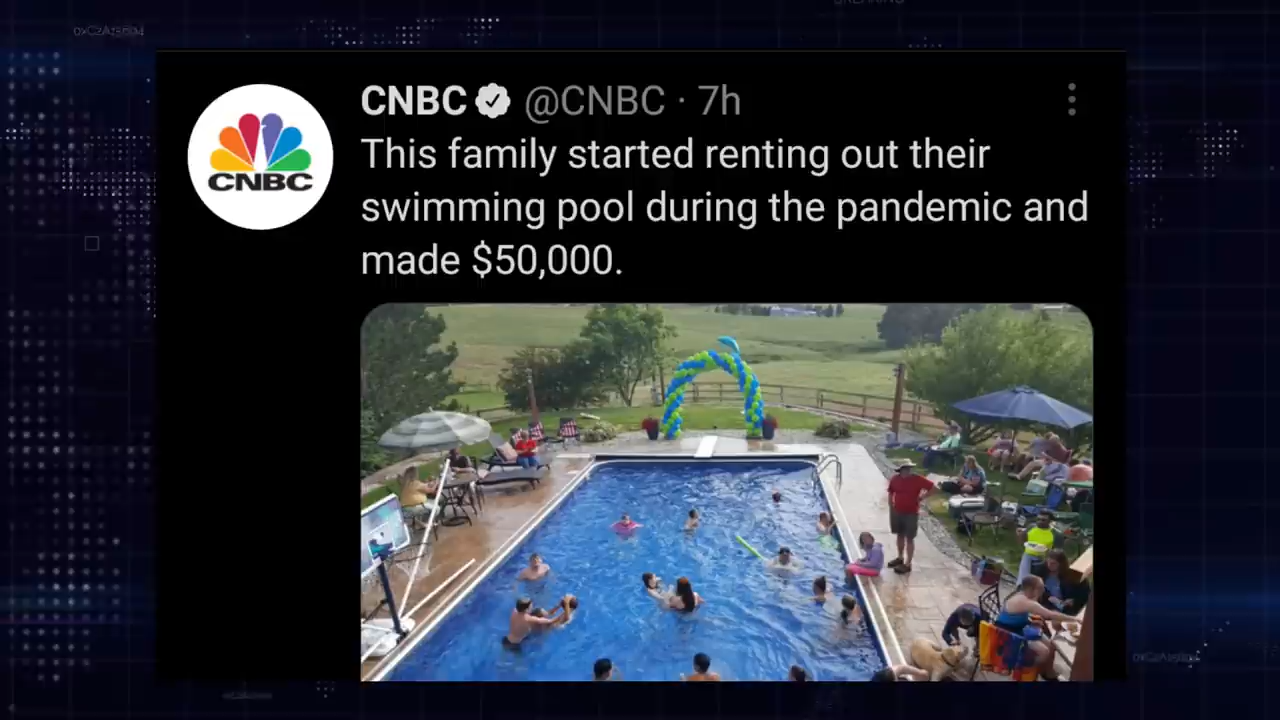 CNBC @CNBC · 7h
This family started renting out their
swimming pool during the pandemic and
made $50,000.
CNBC